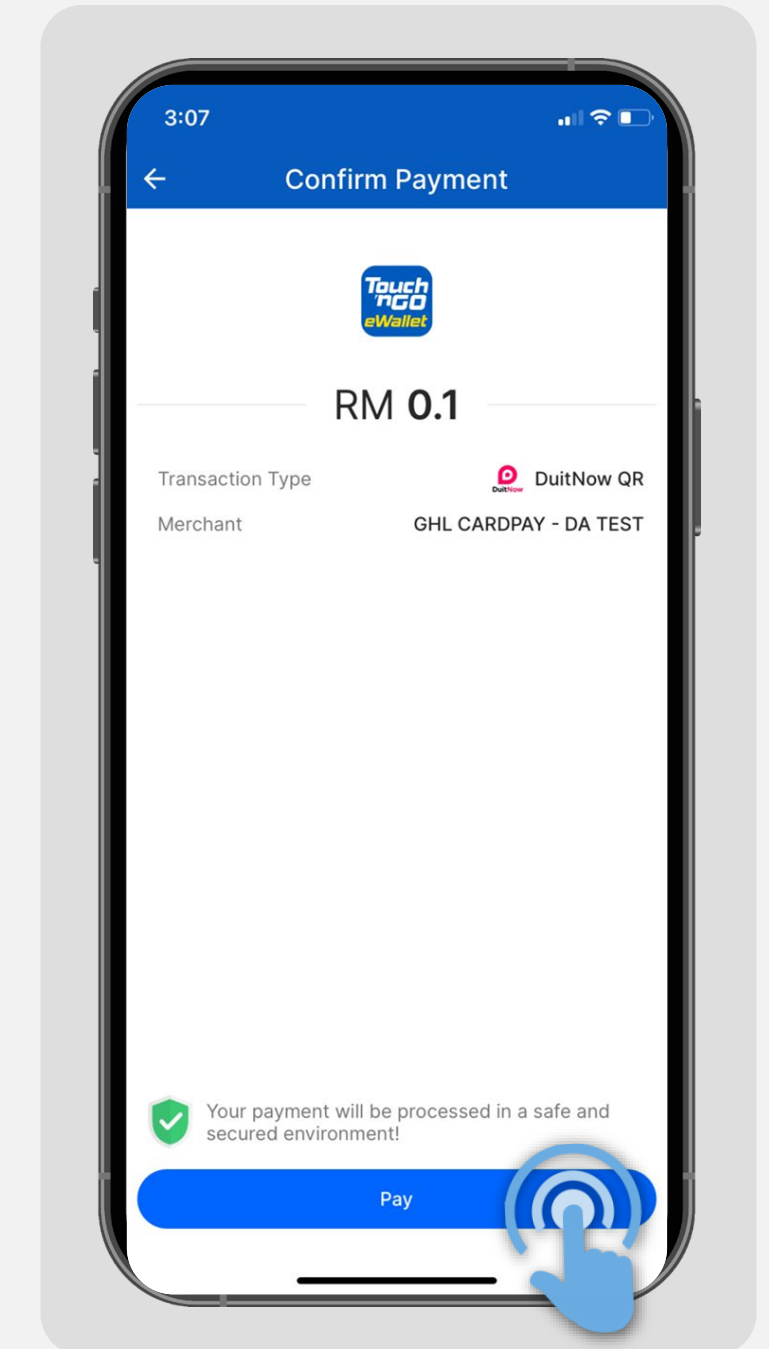 3:07
Confirm Payment
Touch
'nGO
eWallet
RM 0.1
Transaction Type DuitNow DuitNow QR
Merchant GHL CARDPAY - DA TEST
Your payment will be processed in a safe and
secured environment!
Pay